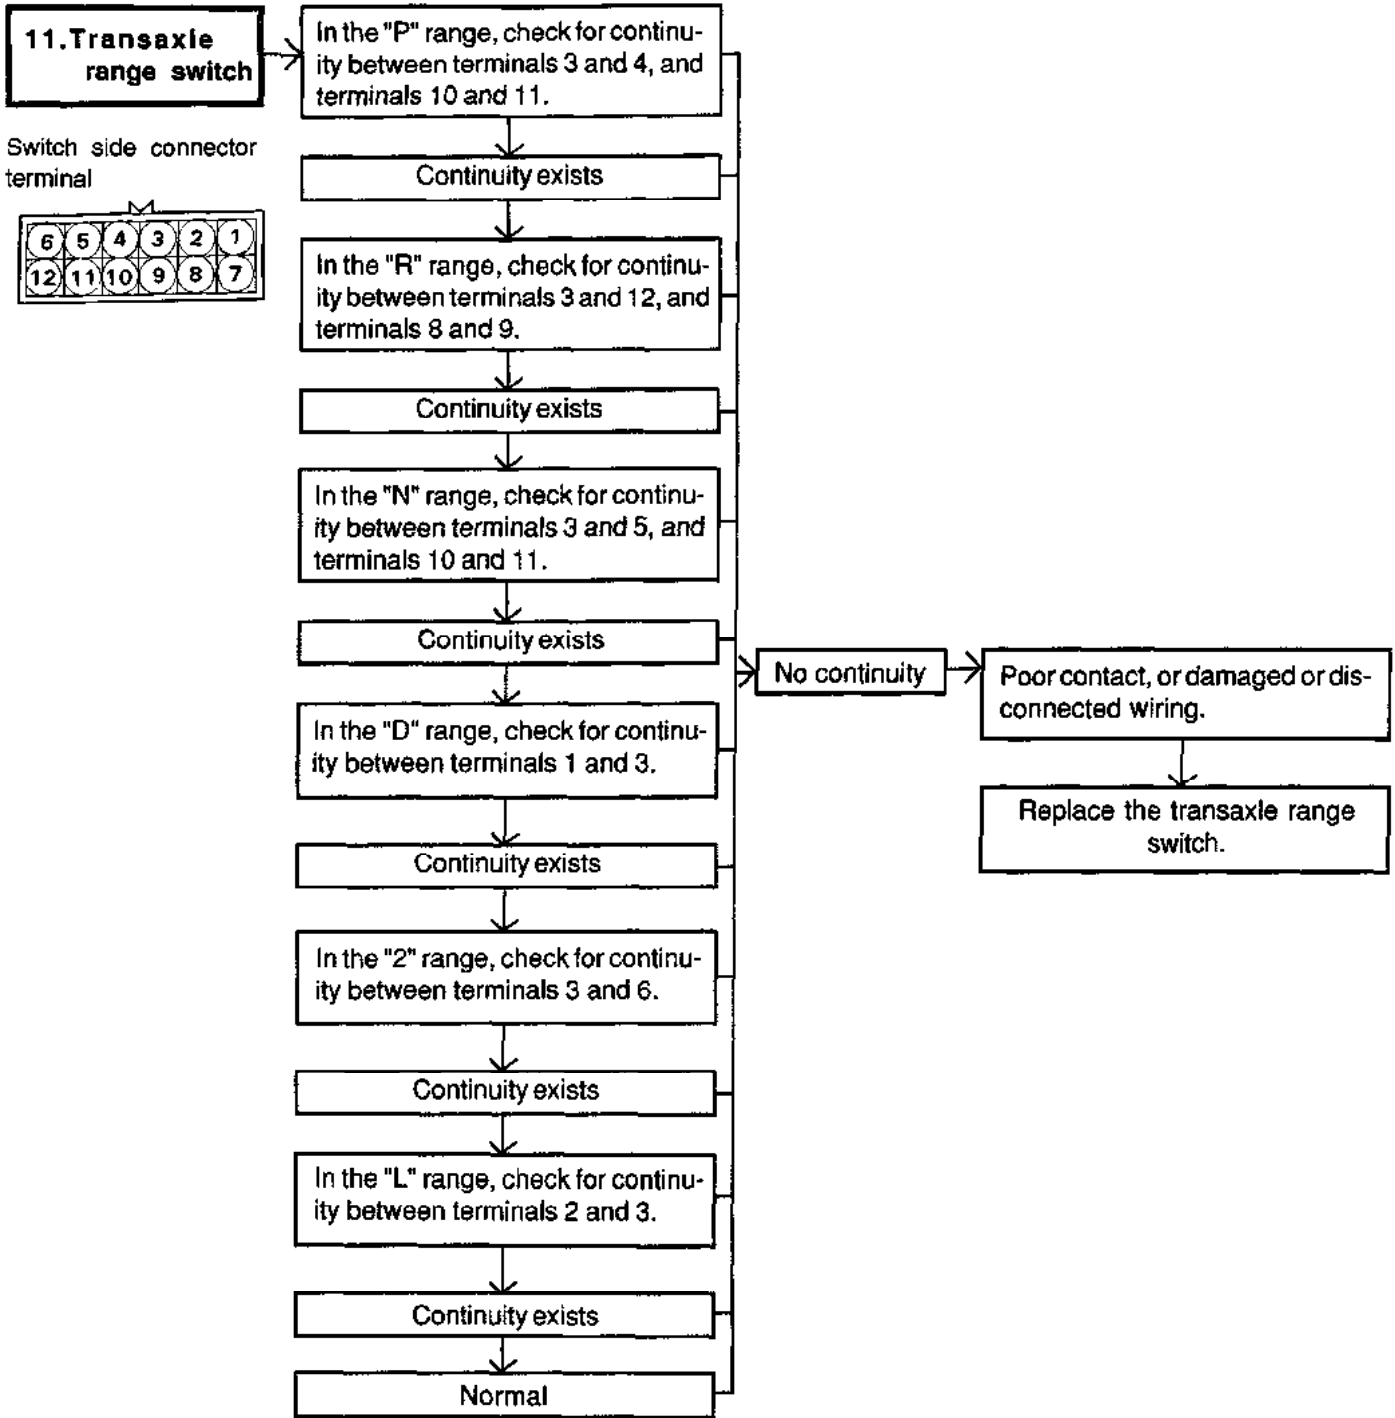 11.Transaxle
range switch
Switch side connector
terminal
6 5 4 3 2 1
12 11 10 9 8 7
In the "P" range, check for continu-
ity between terminals 3 and 4, and
terminals 10 and 11.
Continuity exists
In the "R" range, check for continu-
ity between terminals 3 and 12, and
terminals 8 and 9.
Continuity exists
In the "N" range, check for continu-
ity between terminals 3 and 5, and
terminals 10 and 11.
Continuity exists
In the "D" range, check for continu-
ity between terminals 1 and 3.
Continuity exists
In the "2" range, check for continu-
ity between terminals 3 and 6.
Continuity exists
In the "L" range, check for continu-
ity between terminals 2 and 3.
Continuity exists
Normal
No continuity
Poor contact, or damaged or dis-
connected wiring.
Replace the transaxle range
switch.